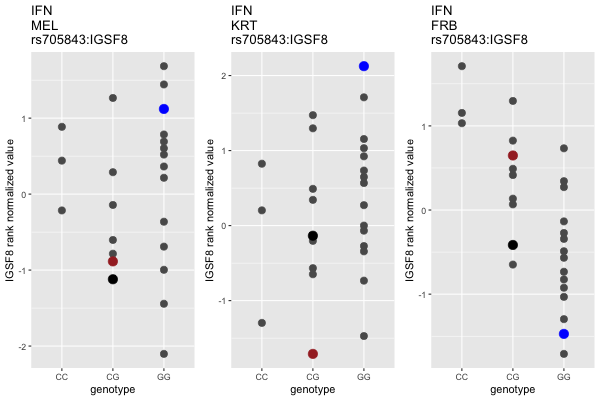 IFN
MEL
rs705843:IGSF8
IGSF8 rank normalized value
1
0
-1
-2
CC CG GG
genotype
IFN
KRT
rs705843:IGSF8
IGSF8 rank normalized value
2
1
0
-1
CC CG GG
genotype
IFN
FRB
rs705843:IGSF8
IGSF8 rank normalized value
1
0
-1
CC CG GG
genotype